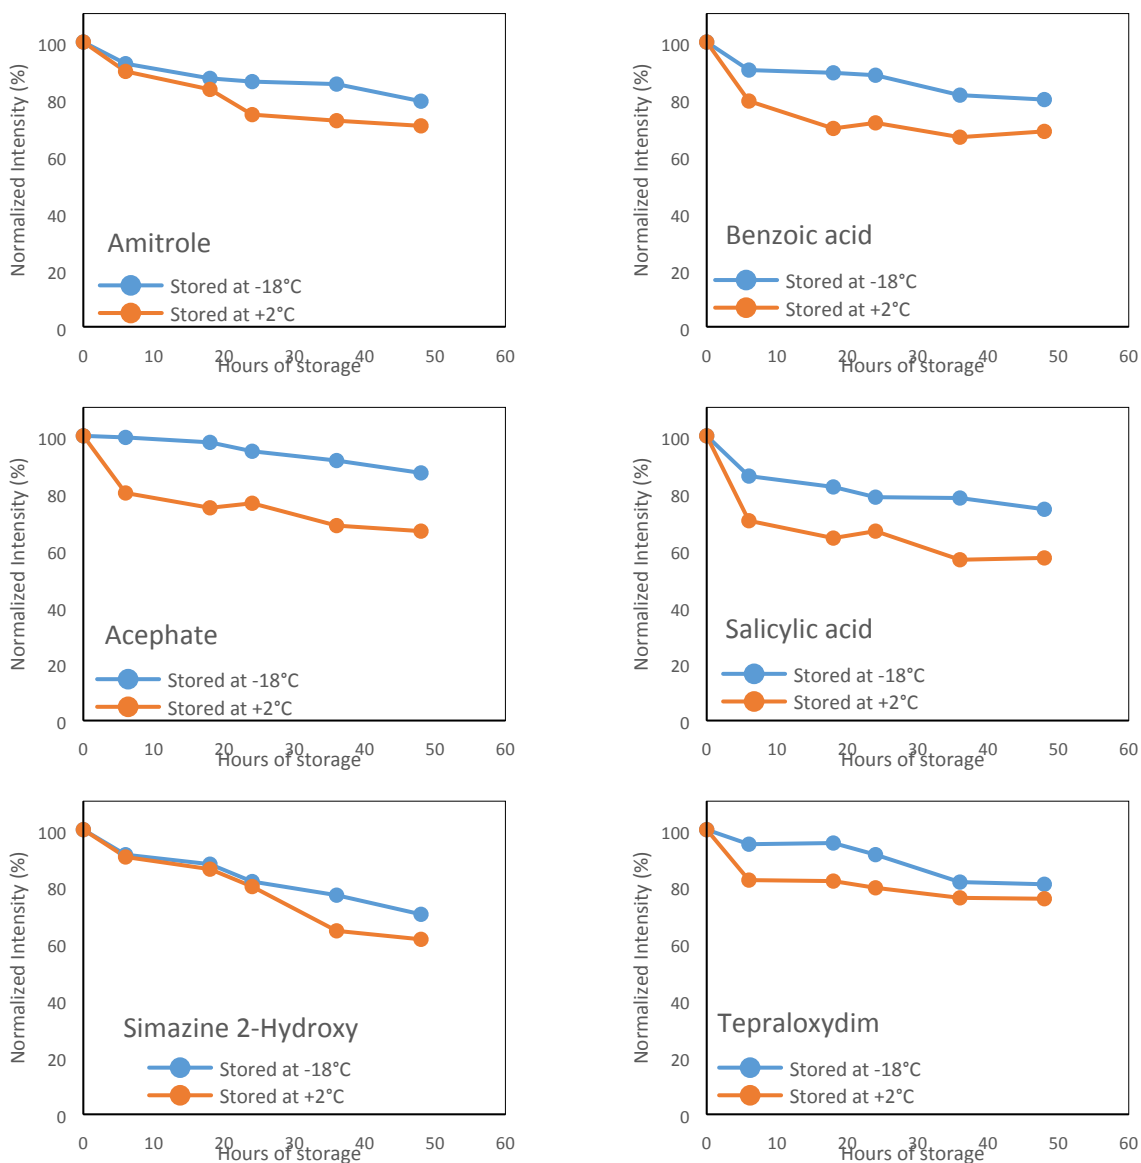 Normalized Intensity (%)
100
80
60
40
20
0
Amitrole
Stored at -18°C
Stored at +2°C
0 10 20 30 40 50 60
Hours of storage
Normalized Intensity (%)
100
80
60
40
20
0
Benzoic acid
Stored at -18°C
Stored at +2°C
0 10 20 30 40 50 60
Hours of storage
Normalized Intensity (%)
100
80
60
40
20
0
Acephate
Stored at -18°C
Stored at +2°C
0 10 20 30 40 50 60
Hours of storage
Normalized Intensity (%)
100
80
60
40
20
0
Salicylic acid
Stored at -18°C
Stored at +2°C
0 10 20 30 40 50 60
Hours of storage
Normalized Intensity (%)
100
80
60
40
20
0
Simazine 2-Hydroxy
Stored at -18°C
Stored at +2°C
0 10 20 30 40 50 60
Hours of storage
Normalized Intensity (%)
100
80
60
40
20
0
Tepraloxydim
Stored at -18°C
Stored at +2°C
0 10 20 30 40 50 60
Hours of storage